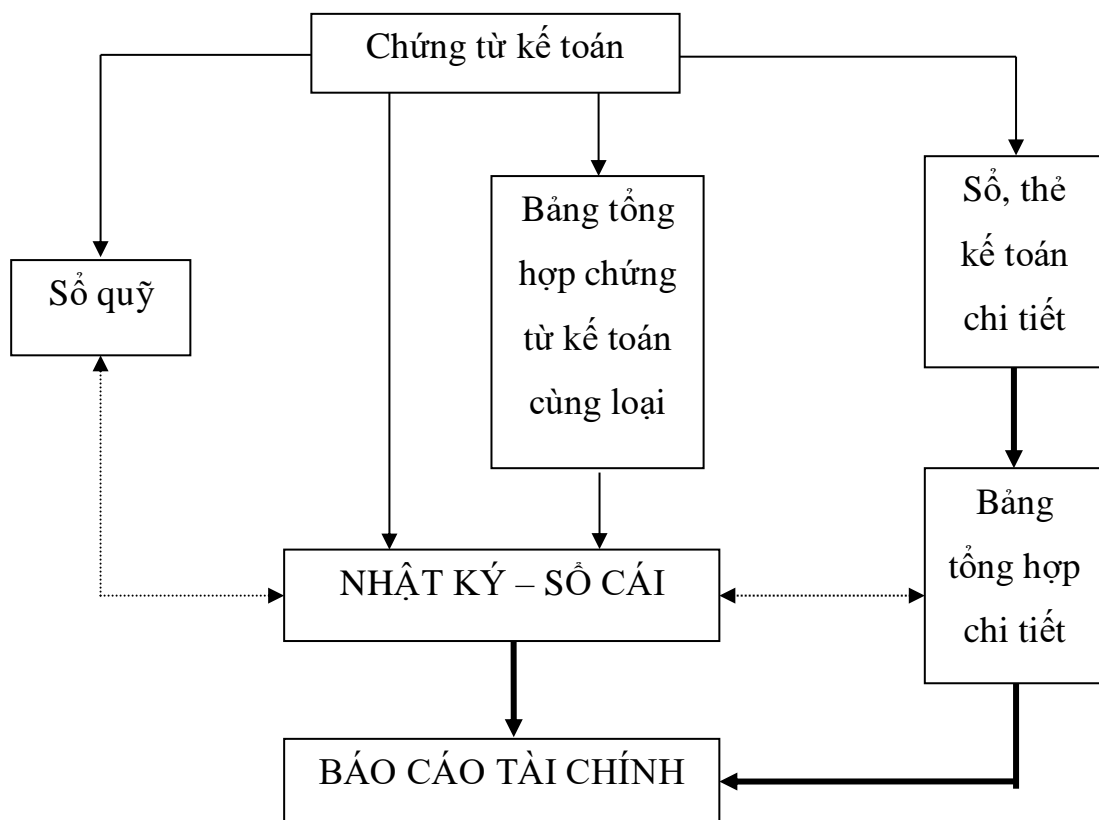 Chứng từ kế toán
Sổ quỹ
Bảng tổng
hợp chứng
từ kế toán
cùng loại
Sổ, thẻ
kế toán
chi tiết
NHẬT KÝ – SỔ CÁI
Bảng
tổng hợp
chi tiết
BÁO CÁO TÀI CHÍNH